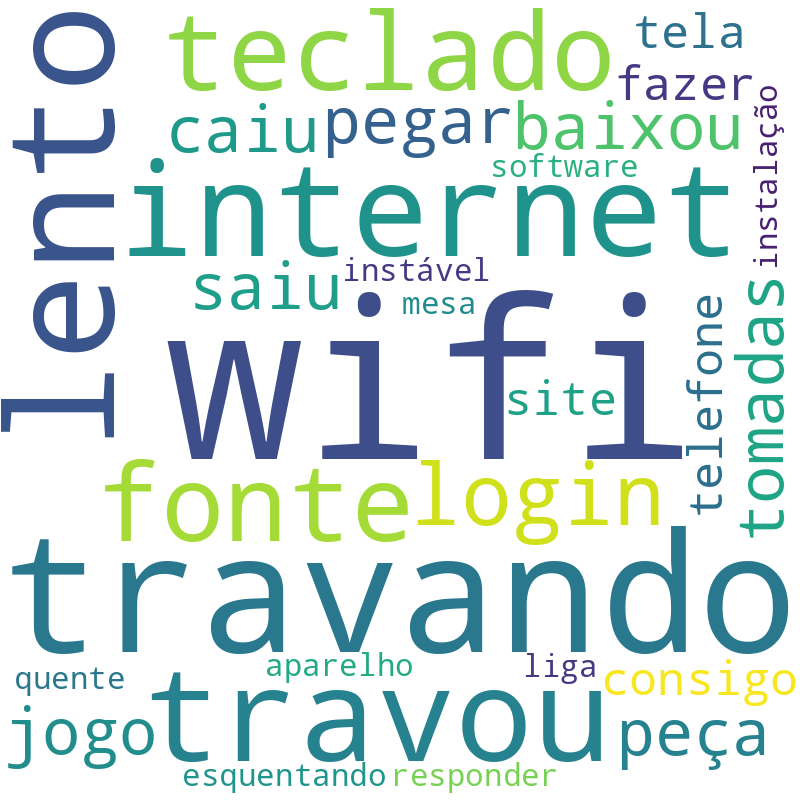 lento
teclado
tela
fazer
caiu
pegar
baixou
instalação
software
internet
instável
saiu
mesa
wifi
site
telefone
tomadas
fonte
login
travando
quente
aparelho
liga
consigo
jogo
travou
peça
esquentando
responder